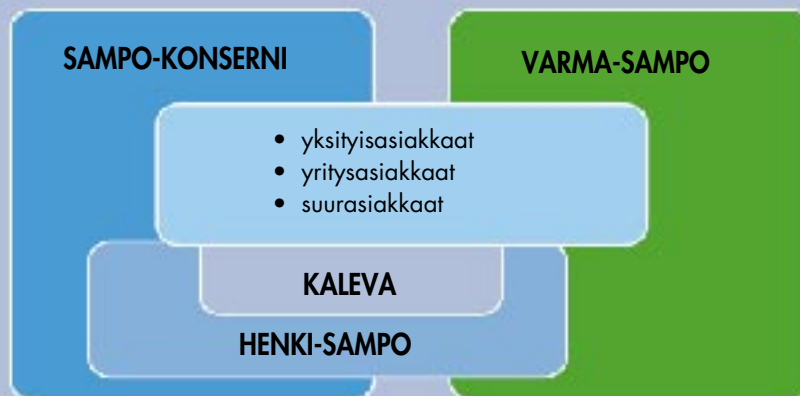 SAMPO-KONSERNI
VARMA-SAMPO
• yksityisasiakkaat
• yritysasiakkaat
• suurasiakkaat
KALEVA
HENKI-SAMPO